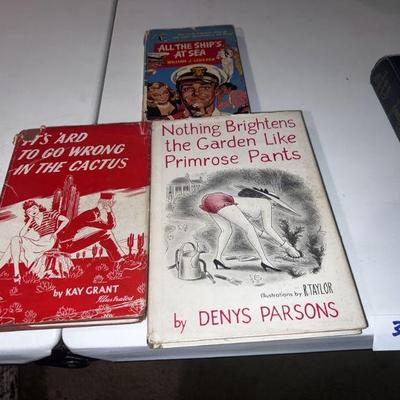 ALL THE SHIP'S
AT SEA
WILLIAM J. LEDERER
IT'S 'ARD
TO GO WRONG
IN THE CACTUS
by KAY GRANT
Illustrated
Nothing Brightens
the Garden Like
Primrose Pants
Illustrations by R.TAYLOR
by DENYS PARSONS